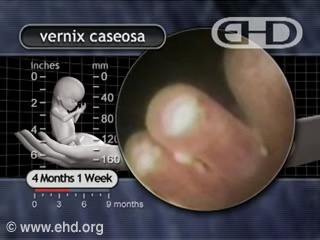 vernix caseosa
EHD
inches mm
0 0
2 40
80
4 120
6 160
4 Months 1 Week
0 3 6 9 months
© www.ehd.org